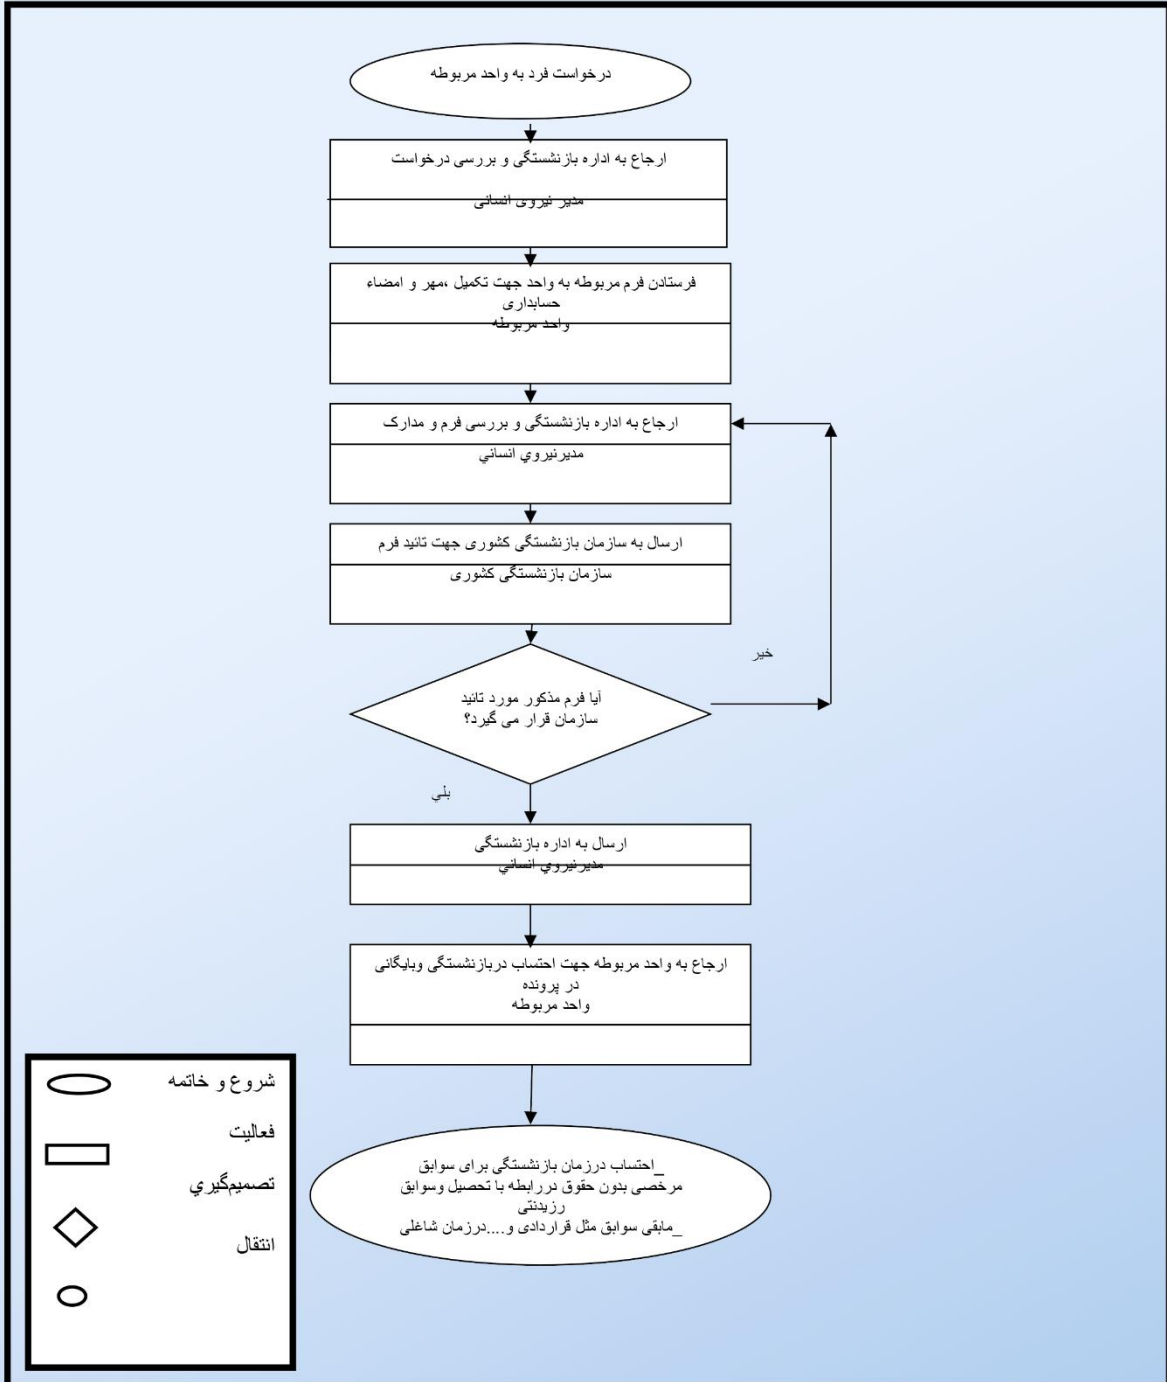 درخواست فرد به واحد مربوطه
ارجاع به اداره بازنشستگی و بررسی درخواست
مدیر نیروی انسانی
فرستادن فرم مربوطه به واحد جهت تکمیل ،مهر و امضاء
حسابداری
واحد مربوطه
ارجاع به اداره بازنشستگی و بررسی فرم و مدارک
مديرنيروي انساني
ارسال به سازمان بازنشستگی کشوری جهت تائید فرم
سازمان بازنشستگی کشوری
خیر
آیا فرم مذکور مورد تائید
سازمان قرار می گیرد؟
بلي
ارسال به اداره بازنشستگی
مديرنيروي انساني
ارجاع به واحد مربوطه جهت احتساب دربازنشستگی وبایگانی
در پرونده
واحد مربوطه
_احتساب درزمان بازنشستگی برای سوابق
مرخصی بدون حقوق دررابطه با تحصیل وسوابق
رزیدنتی
_مابقی سوابق مثل قراردادی و....درزمان شاغلی
شروع و خاتمه
فعاليت
تصميم‌گيري
انتقال